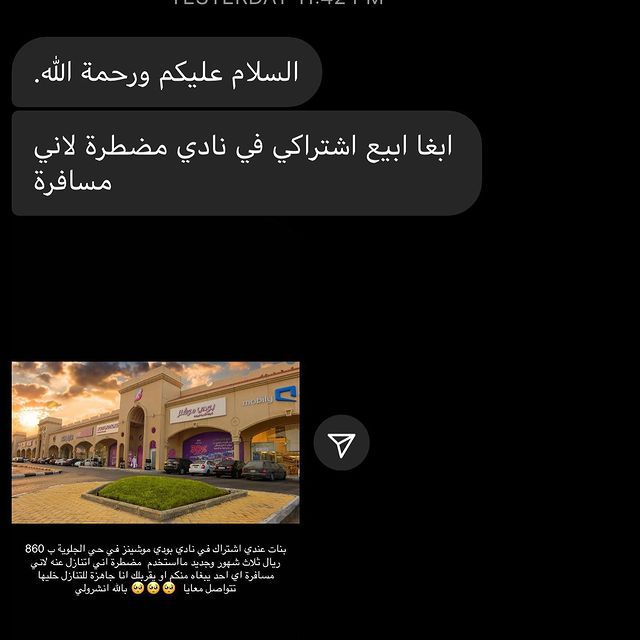 YESTERDAY 11:42 PM
السلام عليكم ورحمة الله.
ابغا ابيع اشتراكي في نادي مضطرة لاني
مسافرة
بودي موشنز
mobily
بنات عندي اشتراك في نادي بودي موشينز في حي الجلوية ب 860
ريال ثلاث شهور وجديد مااستخدم مضطرة اني اتنازل عنه لاني
مسافرة اي احد يبغاه منكم او يقربلك انا جاهزة للتنازل خليها
تتواصل معايا 🥺🥺🥺 بالله انشرولي